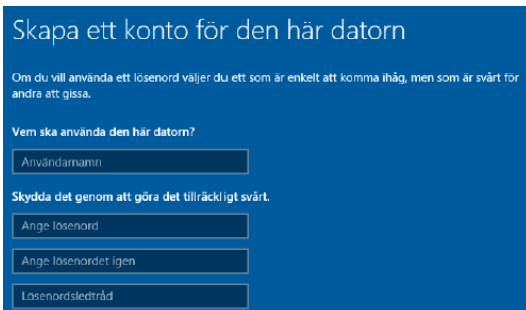 Skapa ett konto för den här datorn
Om du vill använda ett lösenord väljer du ett som är enkelt att komma ihåg, men som är svårt för
andra att gissa.
Vem ska använda den här datorn?
Användarnamn
Skydda det genom att göra det tillräckligt svårt.
Ange lösenord
Ange lösenordet igen
Lösenordsledtråd